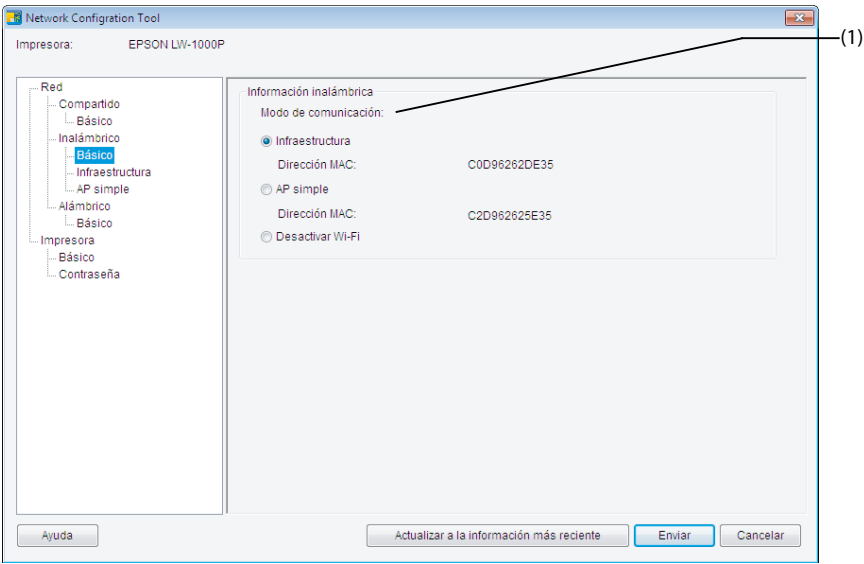 Network Configration Tool
Impresora: EPSON LW-1000P
(1)
Red
Compartido
Básico
Inalámbrico
Básico
Infraestructura
AP simple
Alámbrico
Básico
Impresora
Básico
Contraseña
Información inalámbrica
Modo de comunicación:
Infraestructura
Dirección MAC: C0D96262DE35
AP simple
Dirección MAC: C2D962625E35
Desactivar Wi-Fi
Ayuda
Actualizar a la información más reciente
Enviar
Cancelar